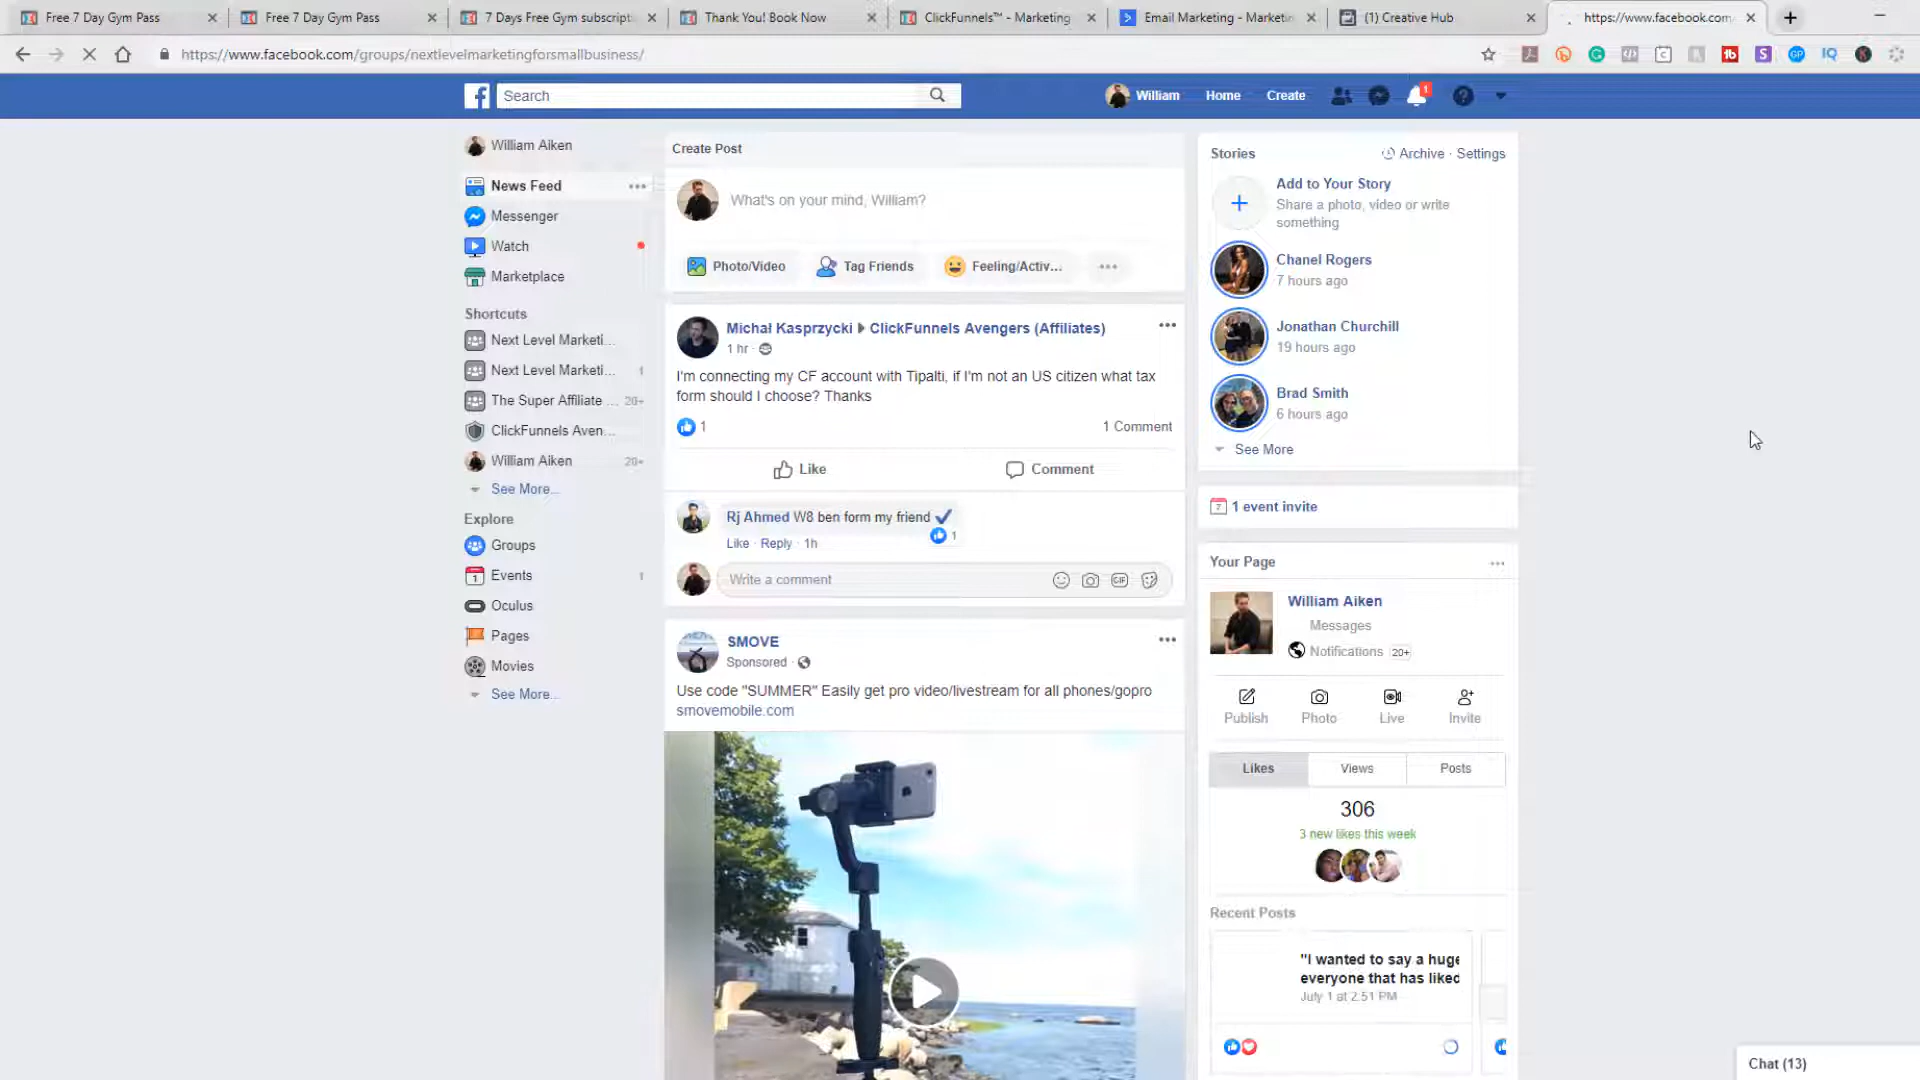 Free 7 Day Gym Pass
Free 7 Day Gym Pass
7 Days Free Gym subscripti
Thank You! Book Now
ClickFunnels™ - Marketing
Email Marketing - Marketin
(1) Creative Hub
https://www.facebook.com
https://www.facebook.com/groups/nextlevelmarketingforsmallbusiness/
Search
William
Home
Create
1
William Aiken
News Feed
Messenger
Watch
Marketplace
Shortcuts
Next Level Marketi...
Next Level Marketi... 1
The Super Affiliate ... 20+
ClickFunnels Aven...
William Aiken 20+
See More...
Explore
Groups
Events 1
Oculus
Pages
Movies
See More...
Create Post
What's on your mind, William?
Photo/Video
Tag Friends
Feeling/Activ...
Michał Kasprzycki ▶ ClickFunnels Avengers (Affiliates)
1 hr ·
I'm connecting my CF account with Tipalti, if I'm not an US citizen what tax
form should I choose? Thanks
1
1 Comment
Like
Comment
Rj Ahmed W8 ben form my friend ✔
1
Like · Reply · 1h
Write a comment
GIF
SMOVE
Sponsored ·
Use code "SUMMER" Easily get pro video/livestream for all phones/gopro
smovemobile.com
Stories
Archive · Settings
Add to Your Story
Share a photo, video or write
something
Chanel Rogers
7 hours ago
Jonathan Churchill
19 hours ago
Brad Smith
6 hours ago
See More
1 event invite
Your Page
William Aiken
Messages
Notifications 20+
Publish
Photo
Live
Invite
Likes
Views
Posts
306
3 new likes this week
Recent Posts
"I wanted to say a huge
everyone that has liked
July 1 at 2:51 PM
Chat (13)